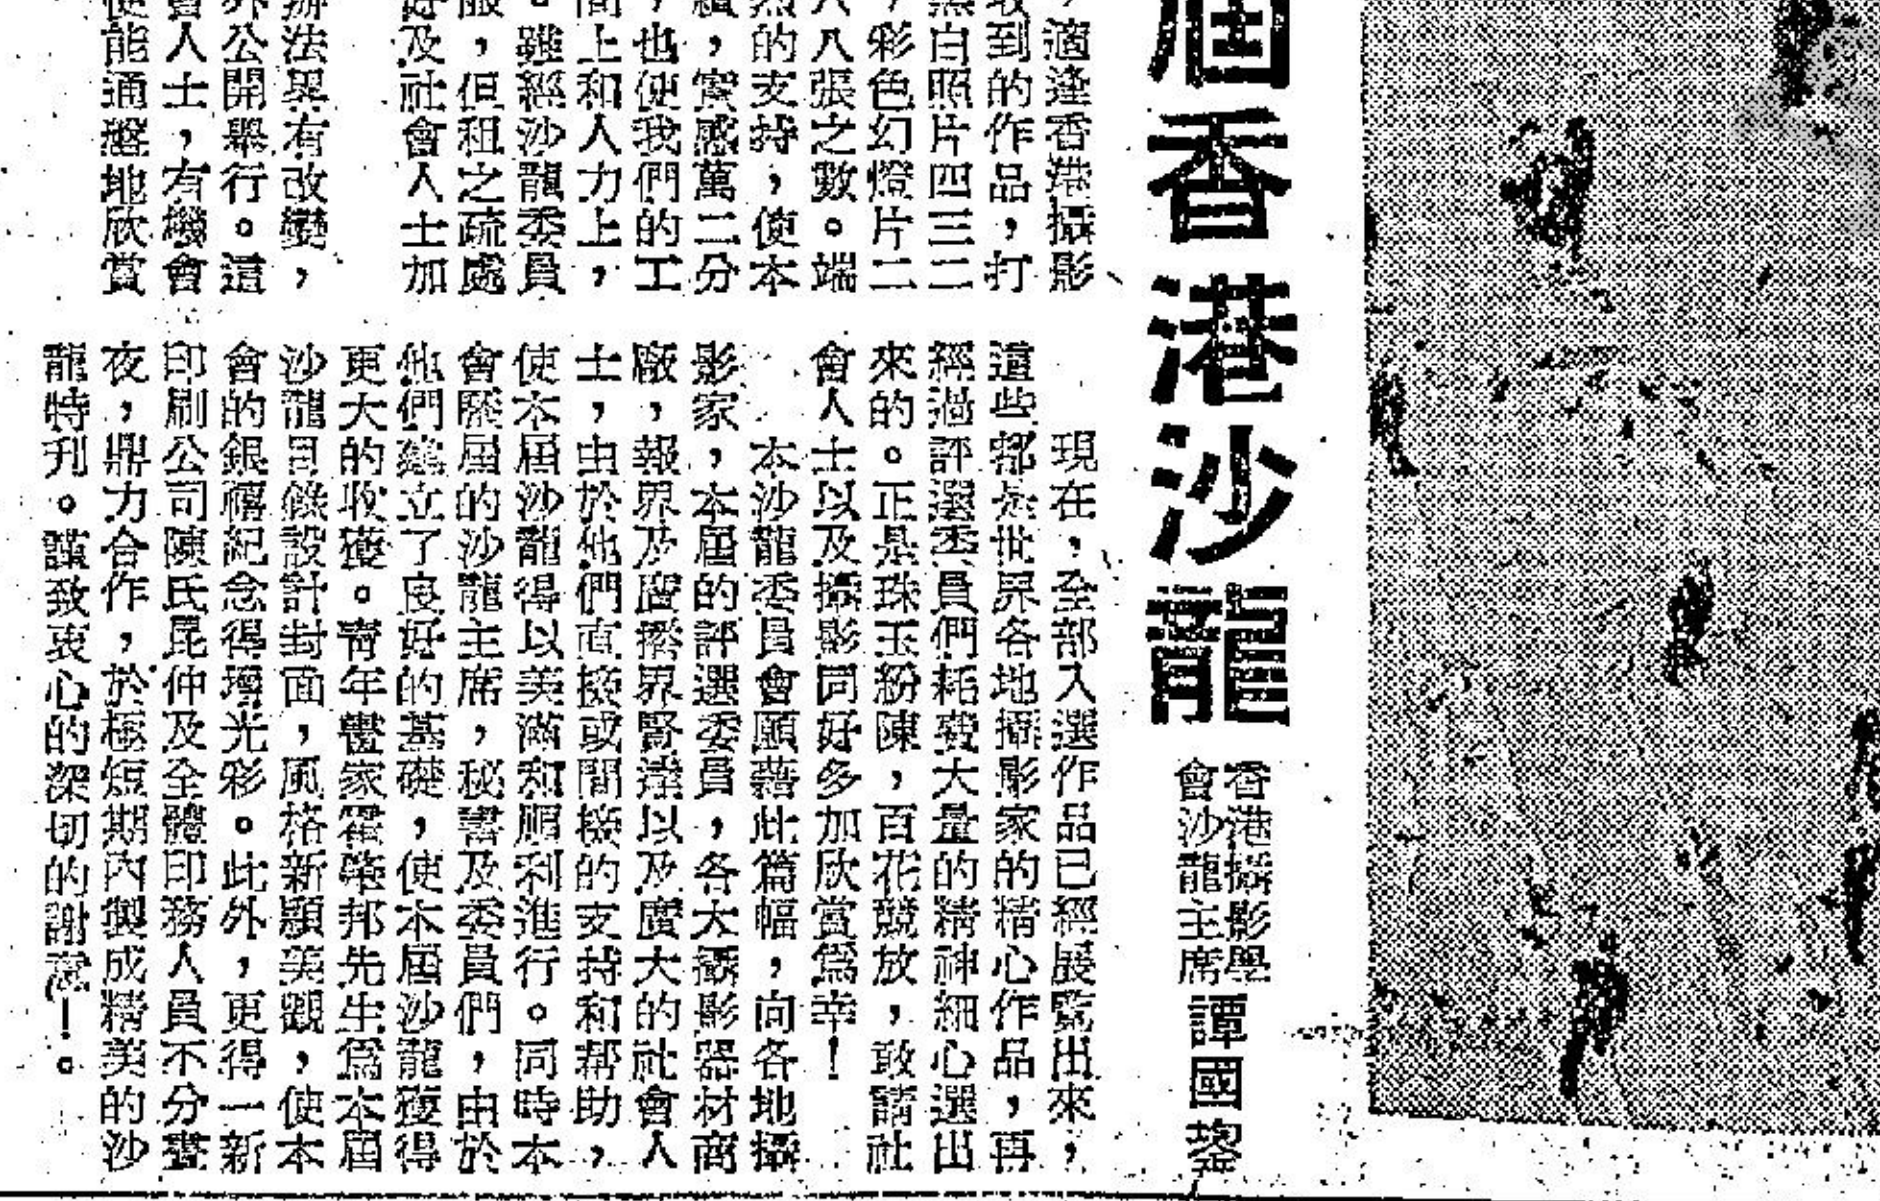 屆香港沙龍
香港攝影學
會沙龍主席
譚國
，適逢香港攝影
收到的作品，打
黑白照片四三二
，彩色幻燈片二
八八張之數。端
烈的支持，使本
，實感萬二分
，也使我們的工
間上和人力上，
。雖經沙龍委員
服，但租之疏處
好及社會人士加
辦法畧有改變，
外公開舉行。這
會人士，有機會
使能通盤地欣賞
現在，全部入選作品已經展覽出來，
這些都是世界各地攝影家的精心作品，再
經過評選委員們耗費大量的精神細心選出
來的。正是珠玉紛陳，百花競放，敢請社
會人士以及攝影同好多加欣賞為幸！
本沙龍委員會願藉此篇幅，向各地攝
影家，本屆的評選委員，各大攝影器材商
廠，報界及廣播界賢達以及廣大的社會人
士，由於他們直接或間接的支持和幫助，
使本屆沙龍得以美滿和順利進行。同時本
會歷屆的沙龍主席，秘書及委員們，由於
他們建立了良好的基礎，使本屆沙龍獲得
更大的收獲。青年畫家霍榮邦先生為本屆
沙龍目錄設計封面，風格新穎美觀，使本
會的銀禧紀念得增光彩。此外，更得一新
印刷公司陳氏昆仲及全體印務人員不分晝
夜，鼎力合作，於極短期內製成精美的沙
龍特刋。謹致衷心的深切的謝意！。